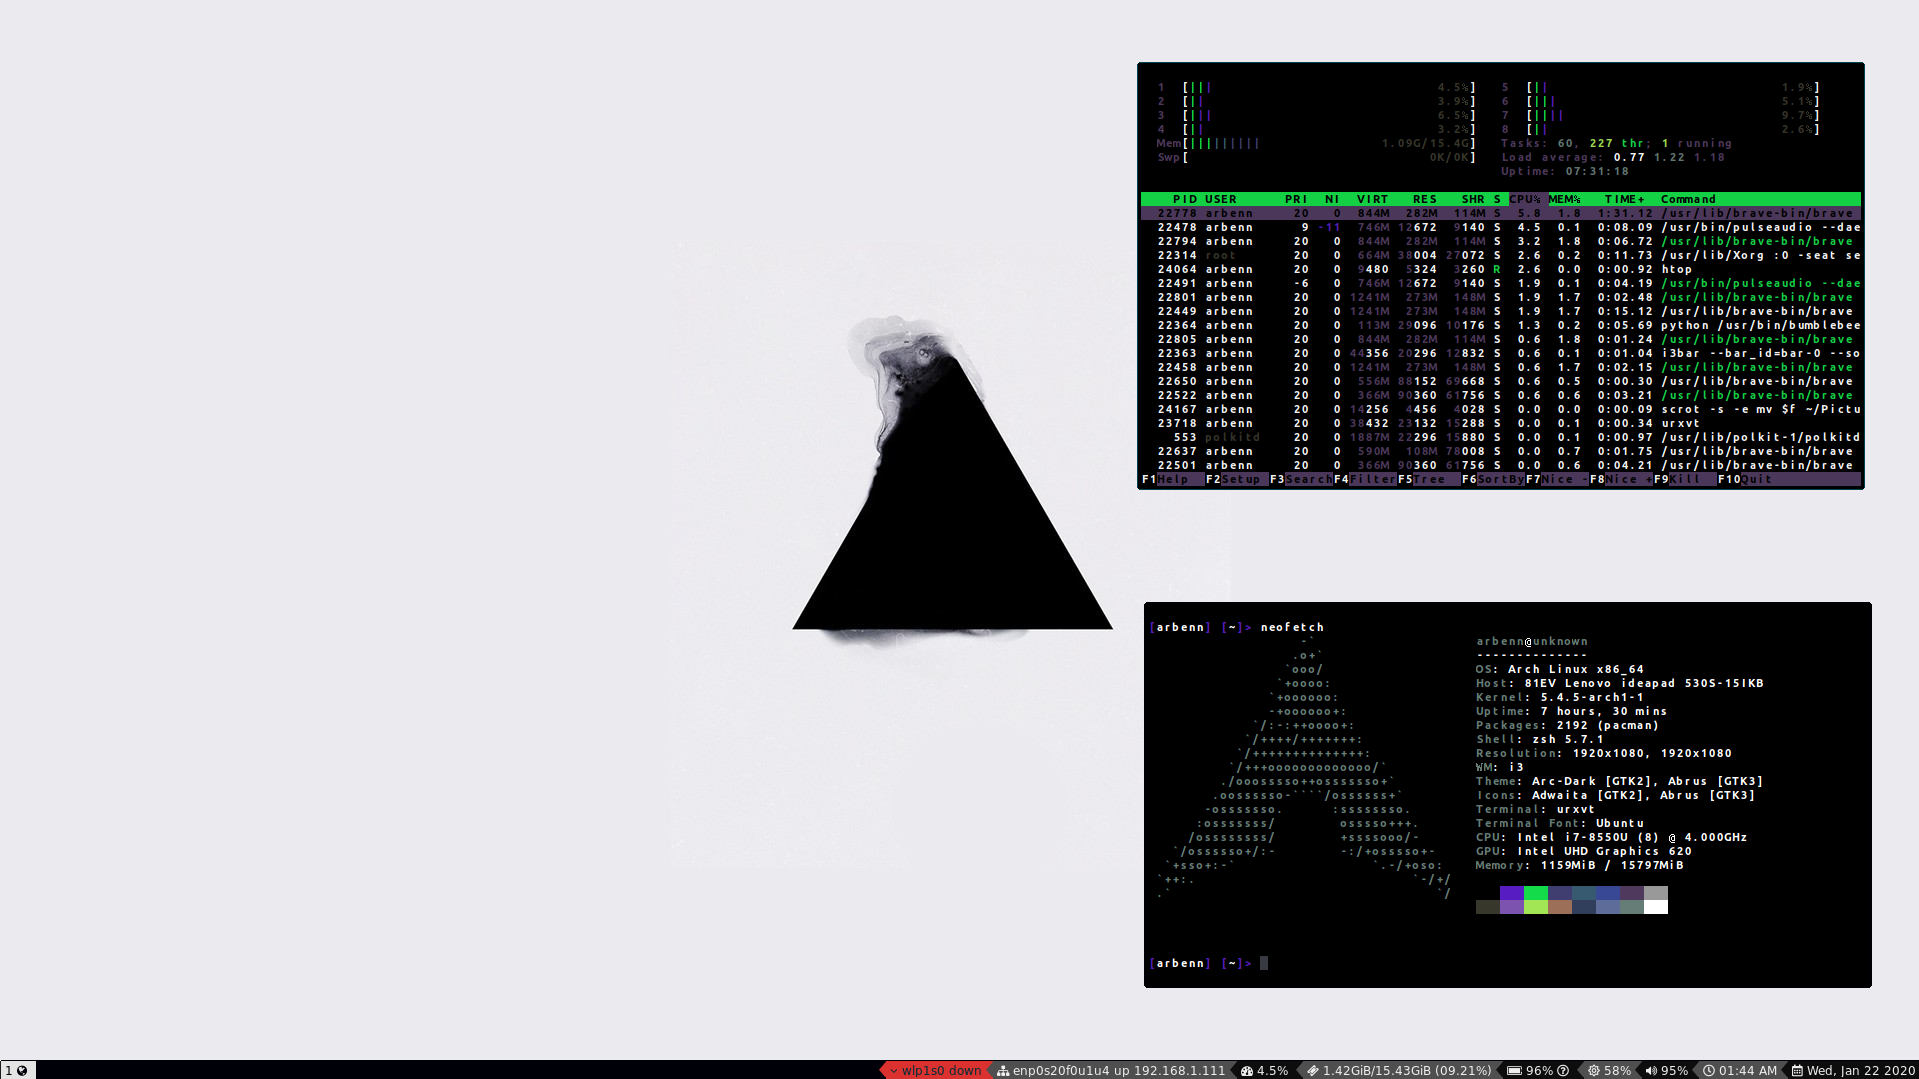 1 [||| 4.5%] 5 [|| 1.9%]
2 [|| 3.9%] 6 [||| 5.1%]
3 [||| 6.5%] 7 [|||| 9.7%]
4 [|| 3.2%] 8 [|| 2.6%]
Mem[||||||||| 1.09G/15.4G] Tasks: 60, 227 thr; 1 running
Swp[ 0K/0K] Load average: 0.77 1.22 1.18
Uptime: 07:31:18
PID USER PRI NI VIRT RES SHR S CPU% MEM% TIME+ Command
22778 arbenn 20 0 844M 282M 114M S 5.8 1.8 1:31.12 /usr/lib/brave-bin/brave
22478 arbenn 9 -11 746M 12672 9140 S 4.5 0.1 0:08.09 /usr/bin/pulseaudio --dae
22794 arbenn 20 0 844M 282M 114M S 3.2 1.8 0:06.72 /usr/lib/brave-bin/brave
22314 root 20 0 664M 38004 27072 S 2.6 0.2 0:11.73 /usr/lib/Xorg :0 -seat se
24064 arbenn 20 0 9480 5324 3260 R 2.6 0.0 0:00.92 htop
22491 arbenn -6 0 746M 12672 9140 S 1.9 0.1 0:04.19 /usr/bin/pulseaudio --dae
22801 arbenn 20 0 1241M 273M 148M S 1.9 1.7 0:02.48 /usr/lib/brave-bin/brave
22449 arbenn 20 0 1241M 273M 148M S 1.9 1.7 0:15.12 /usr/lib/brave-bin/brave
22364 arbenn 20 0 113M 29096 10176 S 1.3 0.2 0:05.69 python /usr/bin/bumblebee
22805 arbenn 20 0 844M 282M 114M S 0.6 1.8 0:01.24 /usr/lib/brave-bin/brave
22363 arbenn 20 0 44356 20296 12832 S 0.6 0.1 0:01.04 i3bar --bar_id=bar-0 --so
22458 arbenn 20 0 1241M 273M 148M S 0.6 1.7 0:02.15 /usr/lib/brave-bin/brave
22650 arbenn 20 0 556M 88152 69668 S 0.6 0.5 0:00.30 /usr/lib/brave-bin/brave
22522 arbenn 20 0 366M 90360 61756 S 0.6 0.6 0:03.21 /usr/lib/brave-bin/brave
24167 arbenn 20 0 14256 4456 4028 S 0.0 0.0 0:00.09 scrot -s -e mv $f ~/Pictu
23718 arbenn 20 0 38432 23132 15288 S 0.0 0.1 0:00.34 urxvt
553 polkitd 20 0 1887M 22296 15880 S 0.0 0.1 0:00.97 /usr/lib/polkit-1/polkitd
22637 arbenn 20 0 590M 108M 78008 S 0.0 0.7 0:01.75 /usr/lib/brave-bin/brave
22501 arbenn 20 0 366M 90360 61756 S 0.0 0.6 0:04.21 /usr/lib/brave-bin/brave
F1Help F2Setup F3SearchF4FilterF5Tree F6SortByF7Nice -F8Nice +F9Kill F10Quit
[arbenn] [~]> neofetch
arbenn@unknown
--------------
OS: Arch Linux x86_64
Host: 81EV Lenovo ideapad 530S-15IKB
Kernel: 5.4.5-arch1-1
Uptime: 7 hours, 30 mins
Packages: 2192 (pacman)
Shell: zsh 5.7.1
Resolution: 1920x1080, 1920x1080
WM: i3
Theme: Arc-Dark [GTK2], Abrus [GTK3]
Icons: Adwaita [GTK2], Abrus [GTK3]
Terminal: urxvt
Terminal Font: Ubuntu
CPU: Intel i7-8550U (8) @ 4.000GHz
GPU: Intel UHD Graphics 620
Memory: 1159MiB / 15797MiB
[arbenn] [~]>
1 wlp1s0 down enp0s20f0u1u4 up 192.168.1.111 4.5% 1.42GiB/15.43GiB (09.21%) 96% 58% 95% 01:44 AM Wed, Jan 22 2020